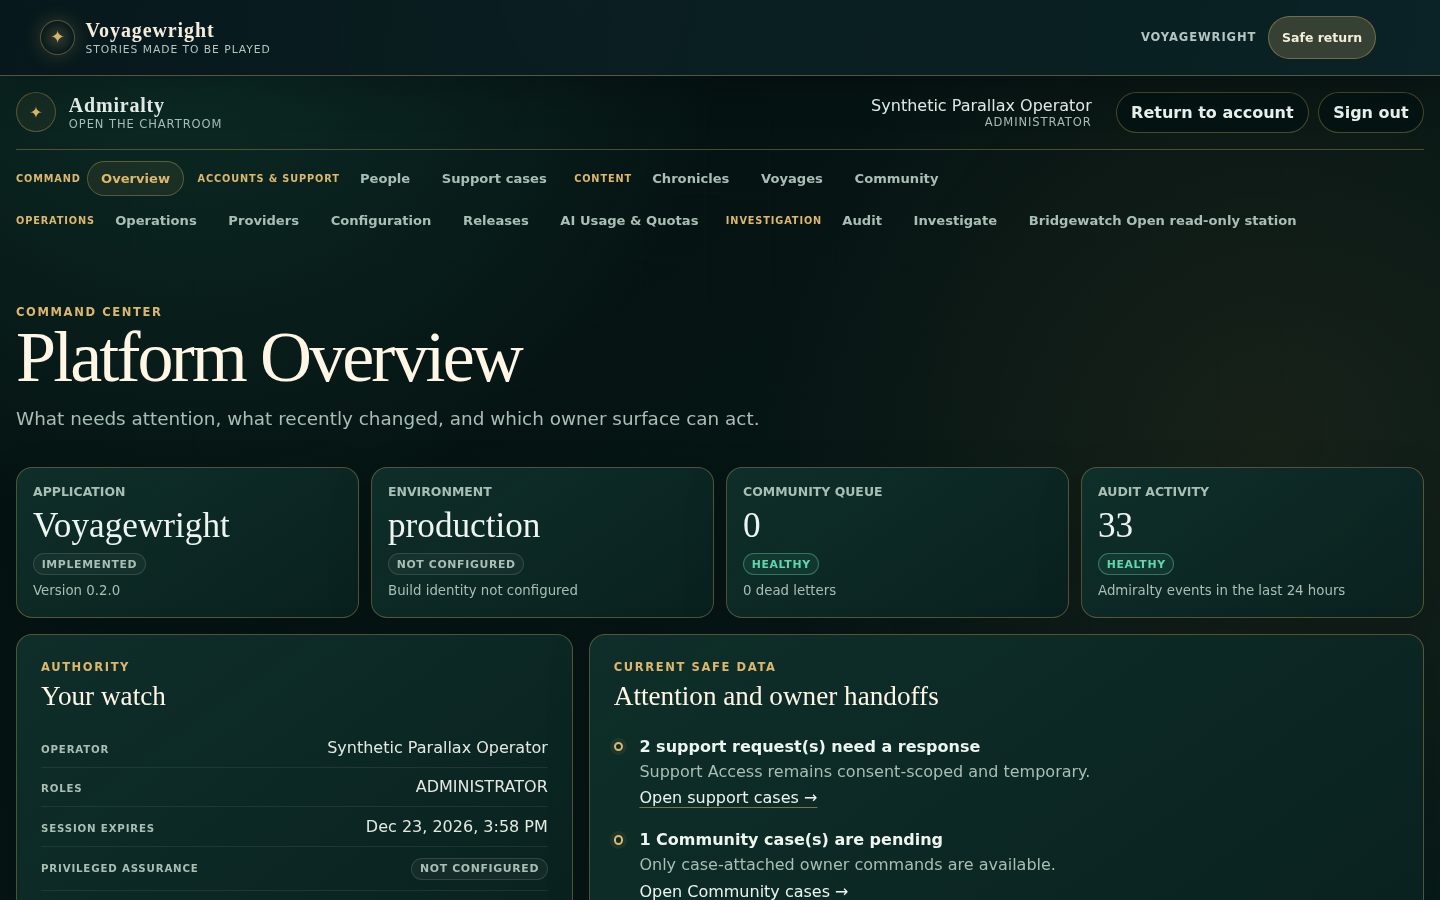 Voyagewright
STORIES MADE TO BE PLAYED
VOYAGEWRIGHT
Safe return
Admiralty
OPEN THE CHARTROOM
Synthetic Parallax Operator
ADMINISTRATOR
Return to account
Sign out
COMMAND Overview ACCOUNTS & SUPPORT People Support cases CONTENT Chronicles Voyages Community
OPERATIONS Operations Providers Configuration Releases AI Usage & Quotas INVESTIGATION Audit Investigate Bridgewatch Open read-only station
COMMAND CENTER
Platform Overview
What needs attention, what recently changed, and which owner surface can act.
APPLICATION
Voyagewright
IMPLEMENTED
Version 0.2.0
ENVIRONMENT
production
NOT CONFIGURED
Build identity not configured
COMMUNITY QUEUE
0
HEALTHY
0 dead letters
AUDIT ACTIVITY
33
HEALTHY
Admiralty events in the last 24 hours
AUTHORITY
Your watch
OPERATOR Synthetic Parallax Operator
ROLES ADMINISTRATOR
SESSION EXPIRES Dec 23, 2026, 3:58 PM
PRIVILEGED ASSURANCE NOT CONFIGURED
CURRENT SAFE DATA
Attention and owner handoffs
2 support request(s) need a response
Support Access remains consent-scoped and temporary.
Open support cases →
1 Community case(s) are pending
Only case-attached owner commands are available.
Open Community cases →